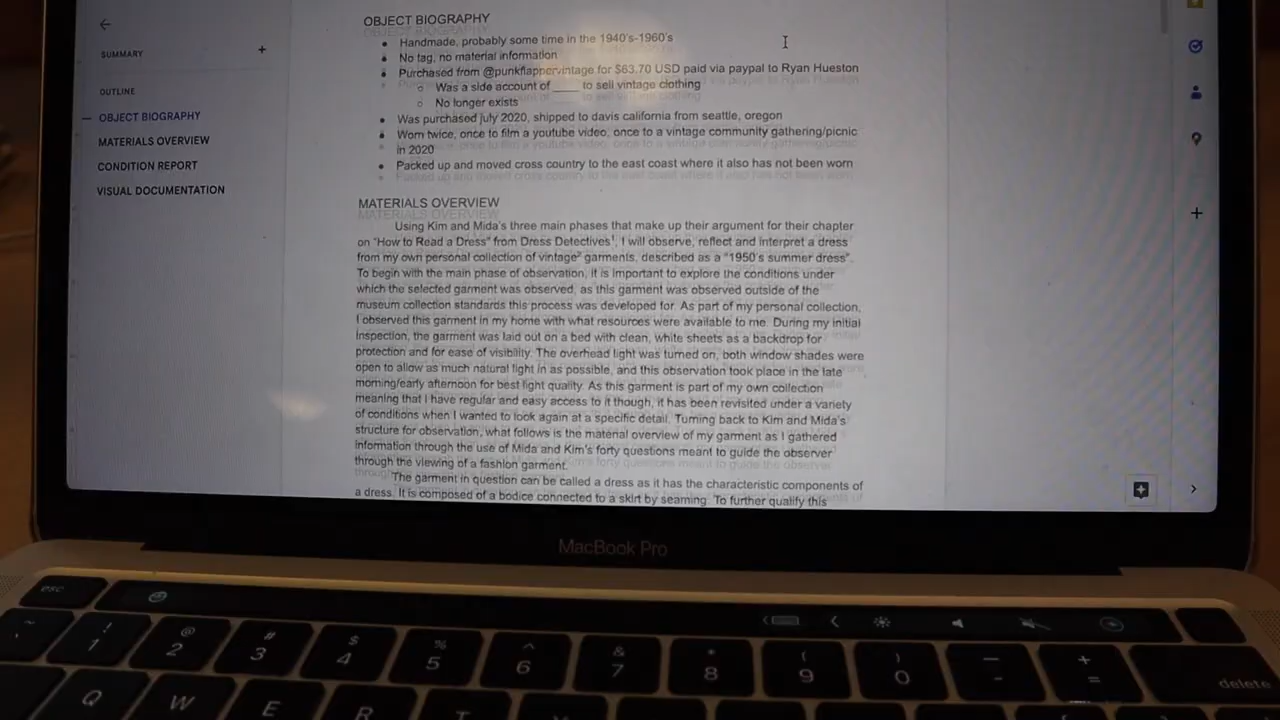 OBJECT BIOGRAPHY
Handmade, probably some time in the 1940's-1960's
No tag, no material information
Purchased from @punkflappervintage for $63.70 USD paid via paypal to Ryan Hueston
Was a side account of ____ to sell vintage clothing
No longer exists
Was purchased july 2020, shipped to davis california from seattle, oregon
Worn twice, once to film a youtube video, once to a vintage community gathering/picnic
in 2020
Packed up and moved cross country to the east coast where it also has not been worn
SUMMARY +
OUTLINE
OBJECT BIOGRAPHY
MATERIALS OVERVIEW
CONDITION REPORT
VISUAL DOCUMENTATION
MATERIALS OVERVIEW
Using Kim and Mida's three main phases that make up their argument for their chapter
on "How to Read a Dress" from Dress Detectives¹, I will observe, reflect and interpret a dress
from my own personal collection of vintage² garments, described as a "1950's summer dress".
To begin with the main phase of observation, it is important to explore the conditions under
which the selected garment was observed, as this garment was observed outside of the
museum collection standards this process was developed for. As part of my personal collection,
I observed this garment in my home with what resources were available to me. During my initial
inspection, the garment was laid out on a bed with clean, white sheets as a backdrop for
protection and for ease of visibility. The overhead light was turned on, both window shades were
open to allow as much natural light in as possible, and this observation took place in the late
morning/early afternoon for best light quality. As this garment is part of my own collection
meaning that I have regular and easy access to it though, it has been revisited under a variety
of conditions when I wanted to look again at a specific detail. Turning back to Kim and Mida's
structure for observation, what follows is the material overview of my garment as I gathered
information through the use of Mida and Kim's forty questions meant to guide the observer
through the viewing of a fashion garment.
The garment in question can be called a dress as it has the characteristic components of
a dress. It is composed of a bodice connected to a skirt by seaming. To further qualify this
MacBook Pro
esc
~ ! @ # $ % ^ & * ( ) _ +
1 2 3 4 5 6 7 8 9 0 - = delete
Q W E R T